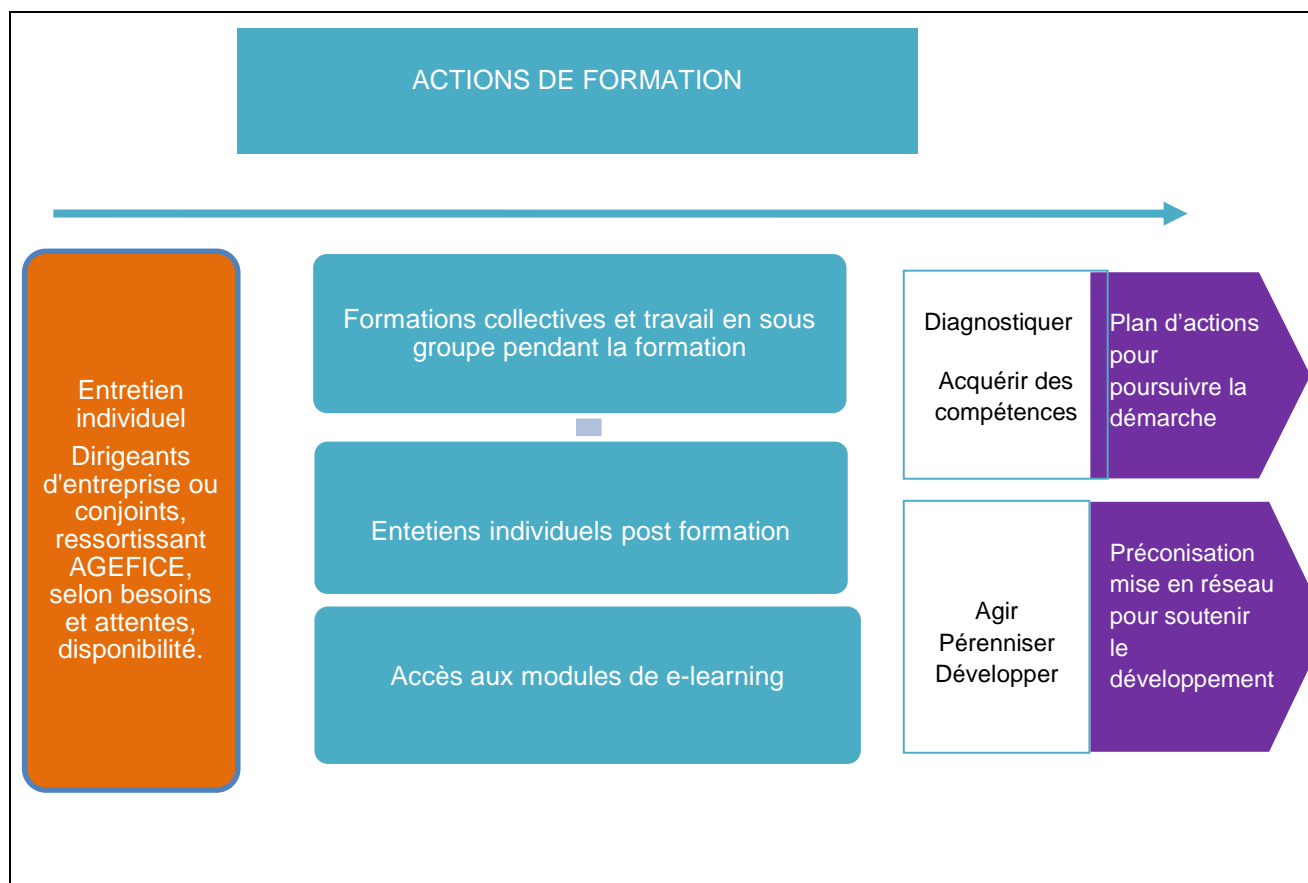 ACTIONS DE FORMATION
Entretien
individuel
Dirigeants
d'entreprise ou
conjoints,
ressortissant
AGEFICE,
selon besoins
et attentes,
disponibilité.
Formations collectives et travail en sous
groupe pendant la formation
Entetiens individuels post formation
Accès aux modules de e-learning
Diagnostiquer
Acquérir des
compétences
Plan d’actions
pour
poursuivre la
démarche
Agir
Pérenniser
Développer
Préconisation
mise en réseau
pour soutenir
le
développement